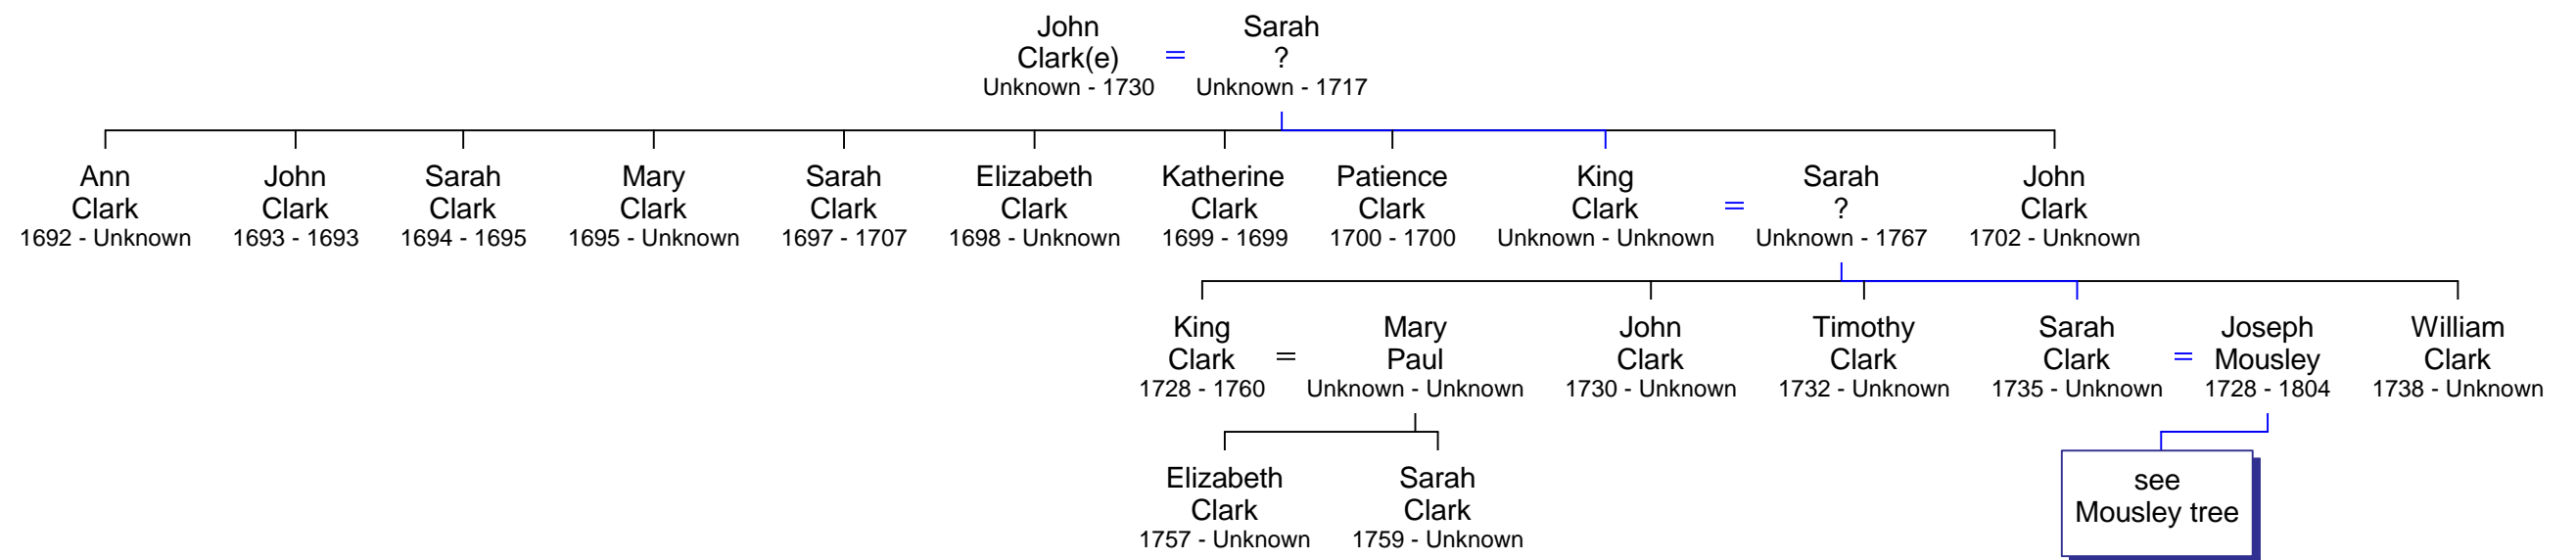 John
Clark(e)
Unknown - 1730
=
Sarah
?
Unknown - 1717
Ann
Clark
1692 - Unknown
John
Clark
1693 - 1693
Sarah
Clark
1694 - 1695
Mary
Clark
1695 - Unknown
Sarah
Clark
1697 - 1707
Elizabeth
Clark
1698 - Unknown
Katherine
Clark
1699 - 1699
Patience
Clark
1700 - 1700
King
Clark
Unknown - Unknown
=
Sarah
?
Unknown - 1767
John
Clark
1702 - Unknown
King
Clark
1728 - 1760
=
Mary
Paul
Unknown - Unknown
John
Clark
1730 - Unknown
Timothy
Clark
1732 - Unknown
Sarah
Clark
1735 - Unknown
=
Joseph
Mousley
1728 - 1804
William
Clark
1738 - Unknown
Elizabeth
Clark
1757 - Unknown
Sarah
Clark
1759 - Unknown
see
Mousley tree